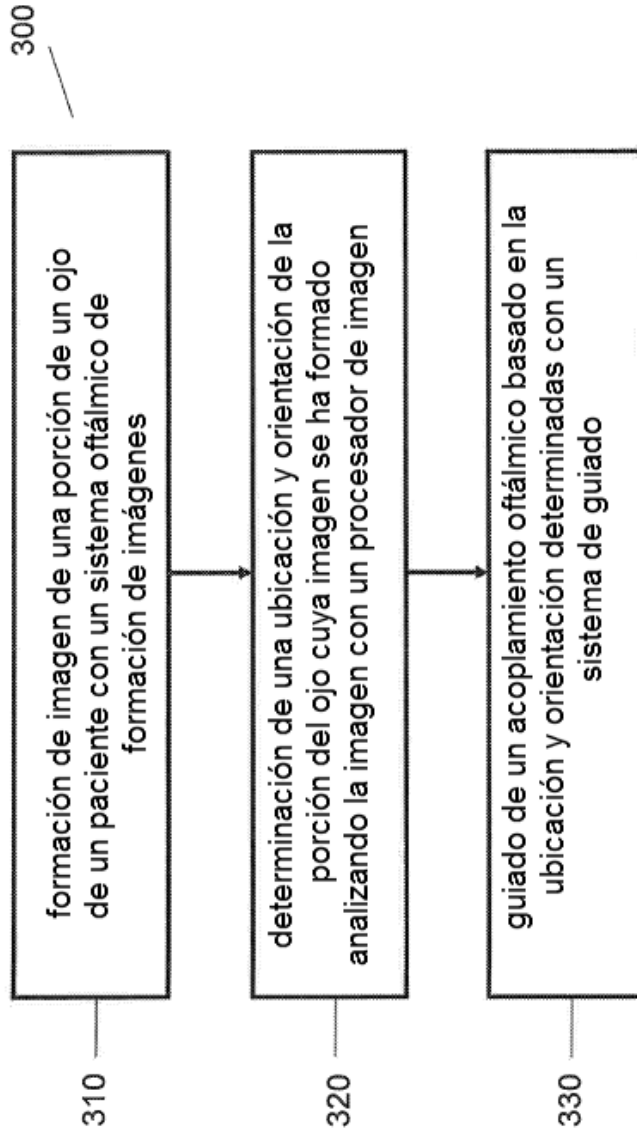 300
310
formación de imagen de una porción de un ojo
de un paciente con un sistema oftálmico de
formación de imágenes
320
determinación de una ubicación y orientación de la
porción del ojo cuya imagen se ha formado
analizando la imagen con un procesador de imagen
330
guiado de un acoplamiento oftálmico basado en la
ubicación y orientación determinadas con un
sistema de guiado